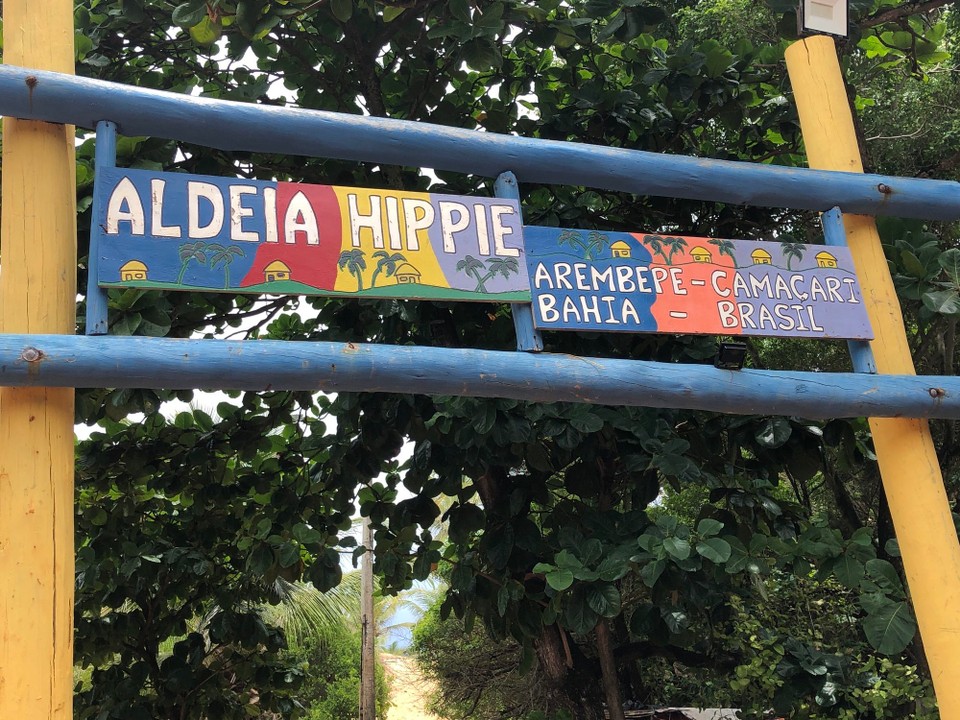 ALDEIA HIPPIE
AREMBEPE-CAMAÇARI
BAHIA - BRASIL